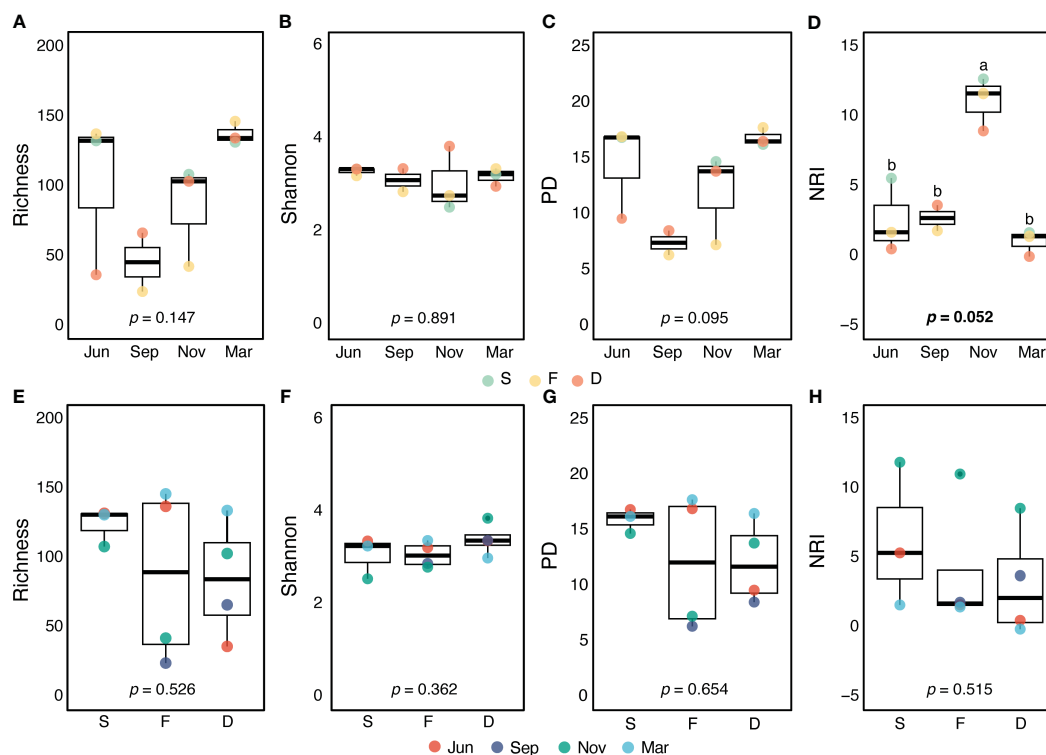 A
B
C
D
Richness
200
150
100
50
0
p = 0.147
Jun Sep Nov Mar
Shannon
6
4
2
0
p = 0.891
Jun Sep Nov Mar
PD
25
20
15
10
5
0
p = 0.095
Jun Sep Nov Mar
NRI
15
10
5
0
−5
b
b
a
b
p = 0.052
Jun Sep Nov Mar
S F D
E
F
G
H
Richness
200
150
100
50
0
p = 0.526
S F D
Shannon
6
4
2
0
p = 0.362
S F D
PD
25
20
15
10
5
0
p = 0.654
S F D
NRI
15
10
5
0
−5
p = 0.515
S F D
Jun Sep Nov Mar